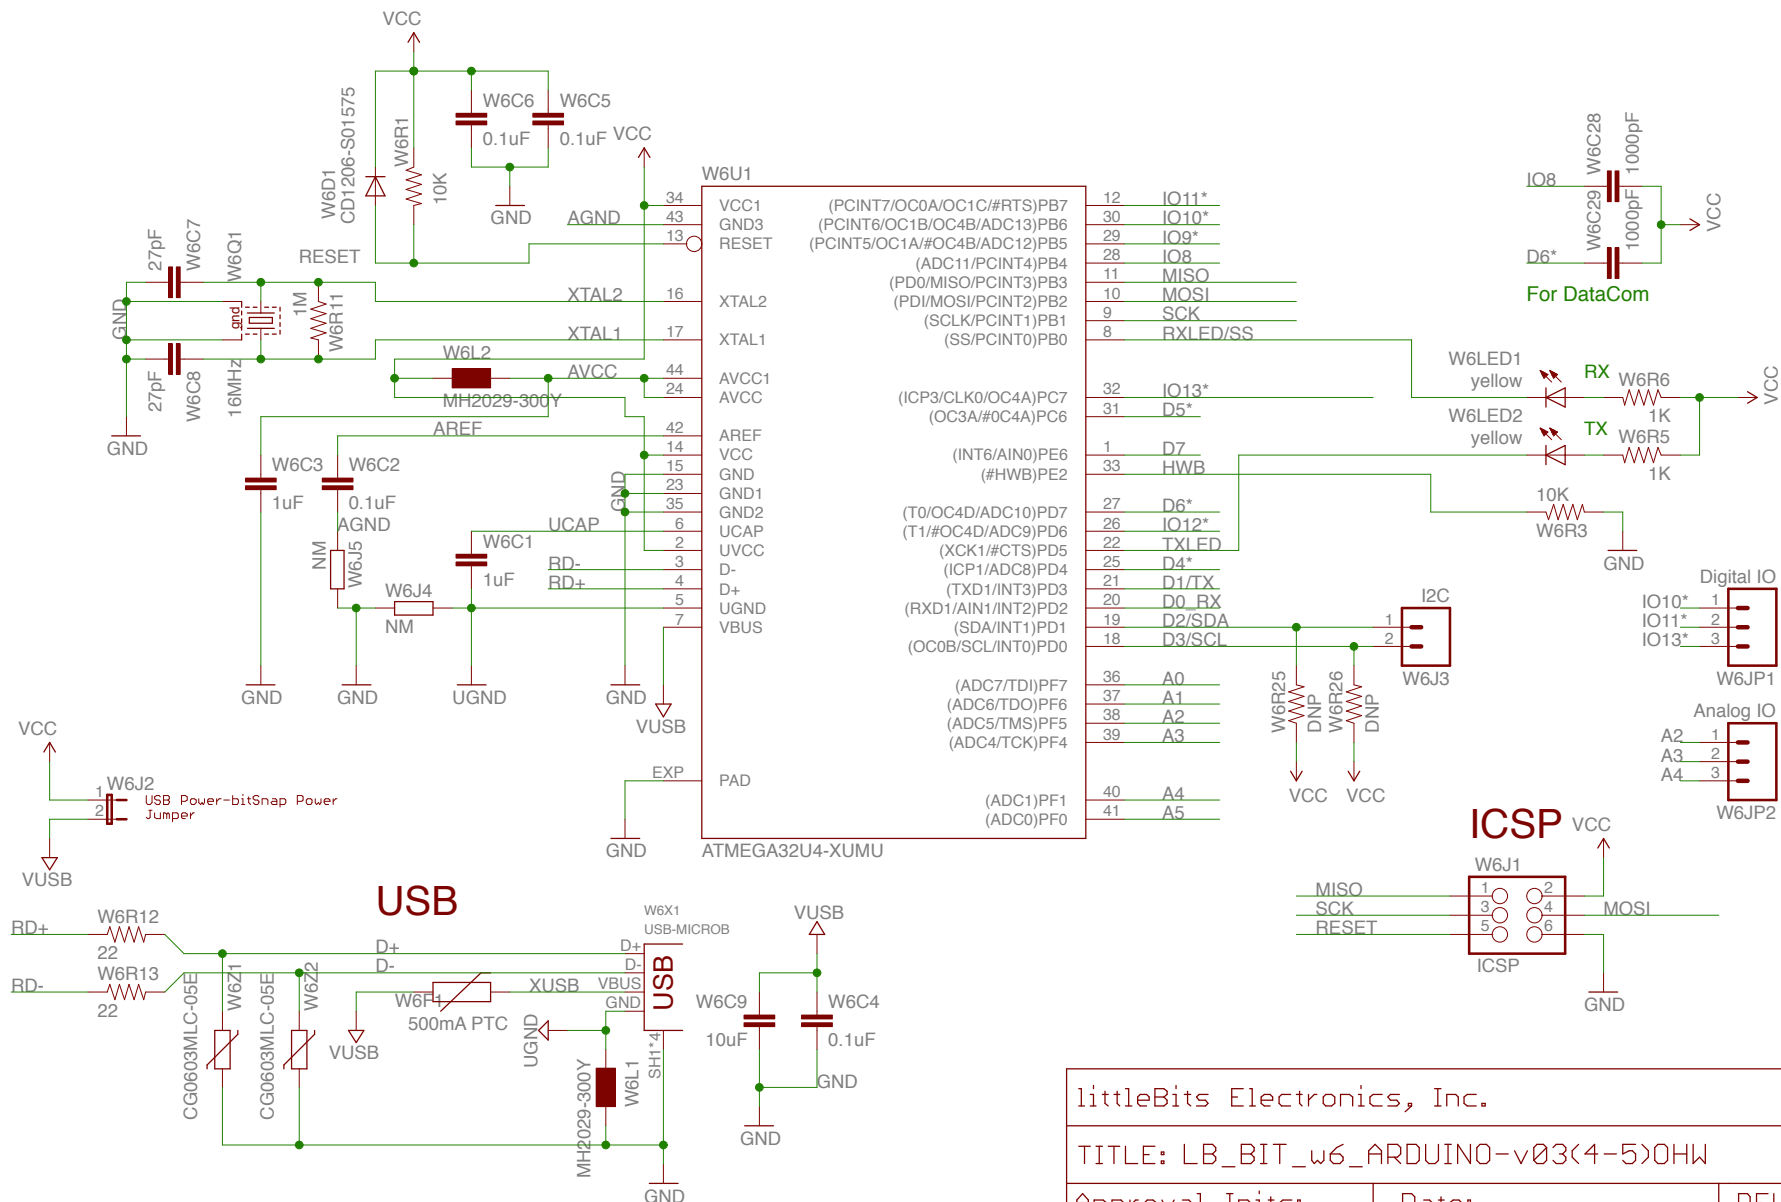 VCC
W6D1
CD1206-S01575
W6R1
10K
W6C6
0.1uF
W6C5
0.1uF
GND
VCC
W6U1
AGND
RESET
27pF
W6C7
W6Q1
GND
gnd
1M
W6R11
XTAL2
XTAL1
27pF
W6C8
16MHz
GND
W6L2
MH2029-300Y
AVCC
AREF
W6C3
1uF
W6C2
0.1uF
AGND
NM
W6J5
W6J4
NM
UCAP
W6C1
1uF
RD-
RD+
GND
GND
GND
UGND
GND
VUSB
34 VCC1
43 GND3
13 RESET
16 XTAL2
17 XTAL1
44 AVCC1
24 AVCC
42 AREF
14 VCC
15 GND
23 GND1
35 GND2
6 UCAP
2 UVCC
3 D-
4 D+
5 UGND
7 VBUS
EXP PAD
GND
ATMEGA32U4-XUMU
(PCINT7/OC0A/OC1C/#RTS)PB7 12 IO11*
(PCINT6/OC1B/OC4B/ADC13)PB6 30 IO10*
(PCINT5/OC1A/#OC4B/ADC12)PB5 29 IO9*
(ADC11/PCINT4)PB4 28 IO8
(PD0/MISO/PCINT3)PB3 11 MISO
(PDI/MOSI/PCINT2)PB2 10 MOSI
(SCLK/PCINT1)PB1 9 SCK
(SS/PCINT0)PB0 8 RXLED/SS
(ICP3/CLK0/OC4A)PC7 32 IO13*
(OC3A/#0C4A)PC6 31 D5*
(INT6/AIN0)PE6 1 D7
(#HWB)PE2 33 HWB
(T0/OC4D/ADC10)PD7 27 D6*
(T1/#OC4D/ADC9)PD6 26 IO12*
(XCK1/#CTS)PD5 22 TXLED
(ICP1/ADC8)PD4 25 D4*
(TXD1/INT3)PD3 21 D1/TX
(RXD1/AIN1/INT2)PD2 20 D0_RX
(SDA/INT1)PD1 19 D2/SDA
(OC0B/SCL/INT0)PD0 18 D3/SCL
(ADC7/TDI)PF7 36 A0
(ADC6/TDO)PF6 37 A1
(ADC5/TMS)PF5 38 A2
(ADC4/TCK)PF4 39 A3
(ADC1)PF1 40 A4
(ADC0)PF0 41 A5
IO8
W6C28
1000pF
W6C29
1000pF
D6*
VCC
For DataCom
W6LED1
yellow
RX
W6R6
1K
W6LED2
yellow
TX
W6R5
1K
VCC
10K
W6R3
GND
I2C
1
2
W6J3
W6R25
DNP
W6R26
DNP
VCC
VCC
Digital IO
IO10* 1
IO11* 2
IO13* 3
W6JP1
Analog IO
A2 1
A3 2
A4 3
W6JP2
ICSP
VCC
W6J1
MISO 1 2
SCK 3 4 MOSI
RESET 5 6
ICSP
GND
VCC
W6J2
1
2
USB Power-bitSnap Power
Jumper
VUSB
USB
RD+
W6R12
22
RD-
W6R13
22
CG0603MLC-05E
W6Z1
CG0603MLC-05E
W6Z2
D+
D-
W6F1
500mA PTC
XUSB
VUSB
W6X1
USB-MICROB
D+
D-
VBUS
GND
USB
SH1*4
UGND
MH2029-300Y
W6L1
GND
VUSB
W6C9
10uF
W6C4
0.1uF
GND
GND
littleBits Electronics, Inc.
TITLE: LB_BIT_w6_ARDUINO-v03(4-5)OHW